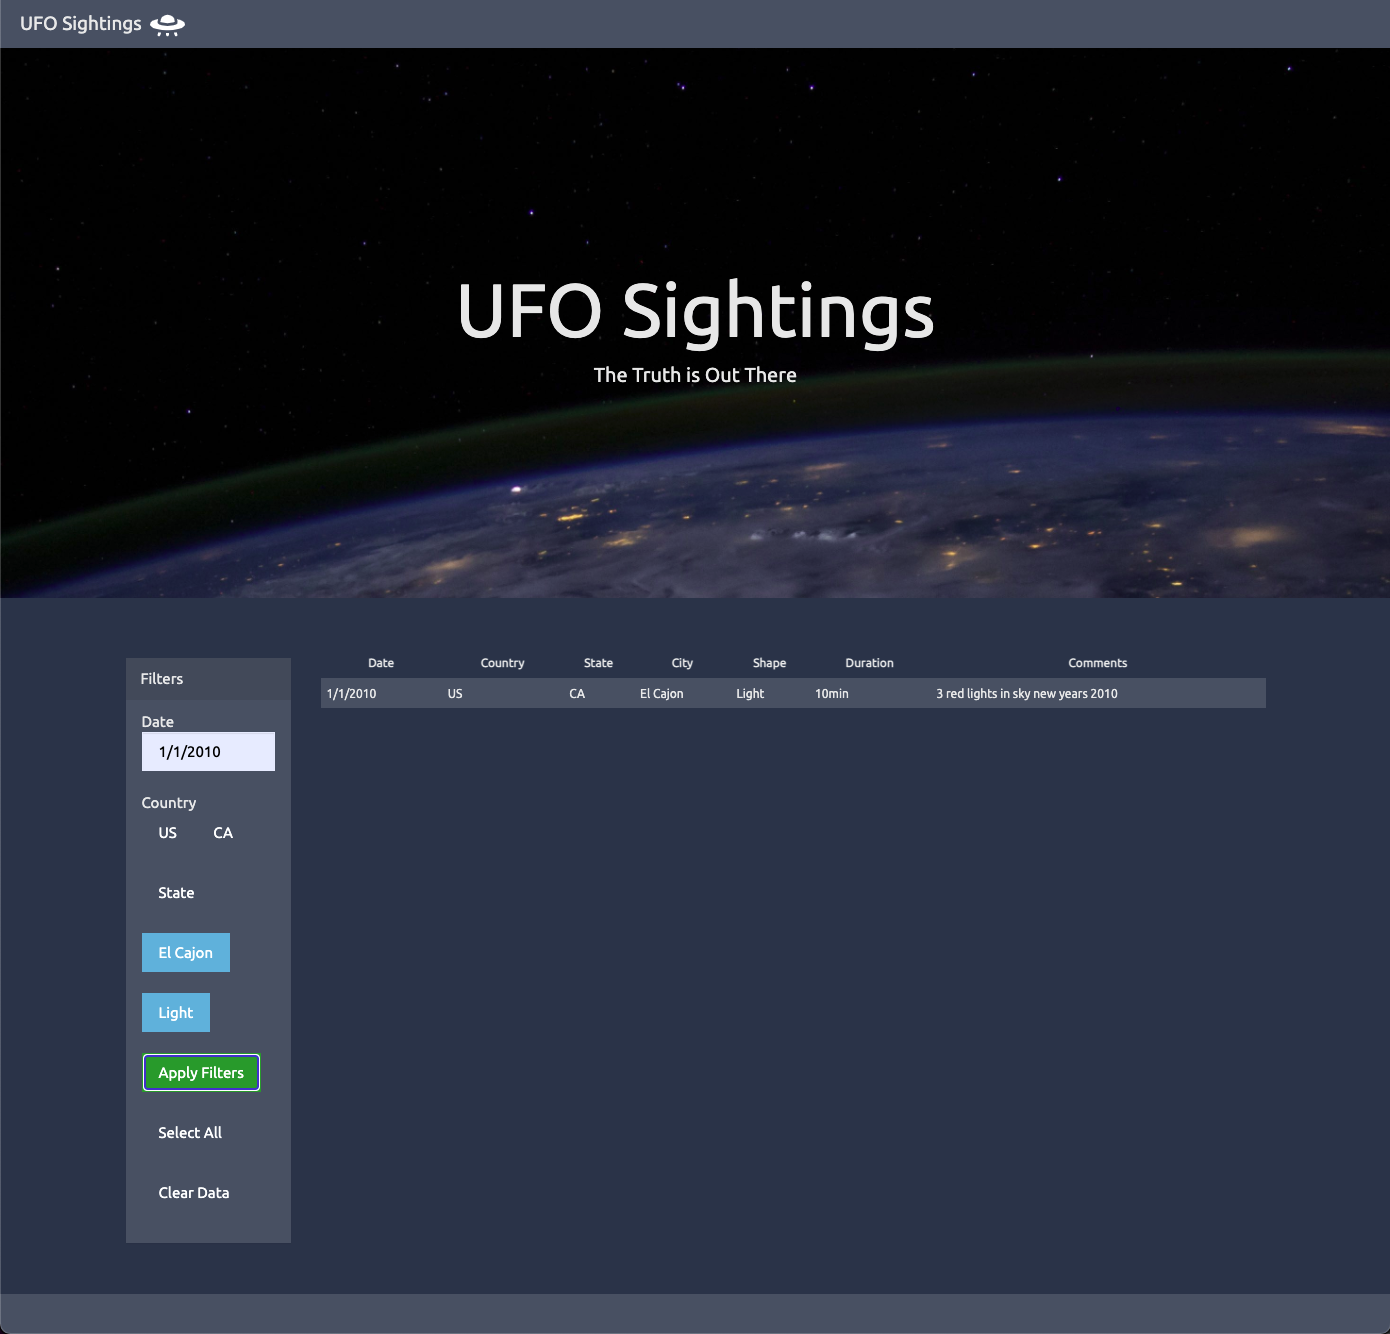 UFO Sightings
UFO Sightings
The Truth is Out There
Filters
Date
1/1/2010
Country
US CA
State
El Cajon
Light
Apply Filters
Select All
Clear Data
Date Country State City Shape Duration Comments
1/1/2010 US CA El Cajon Light 10min 3 red lights in sky new years 2010